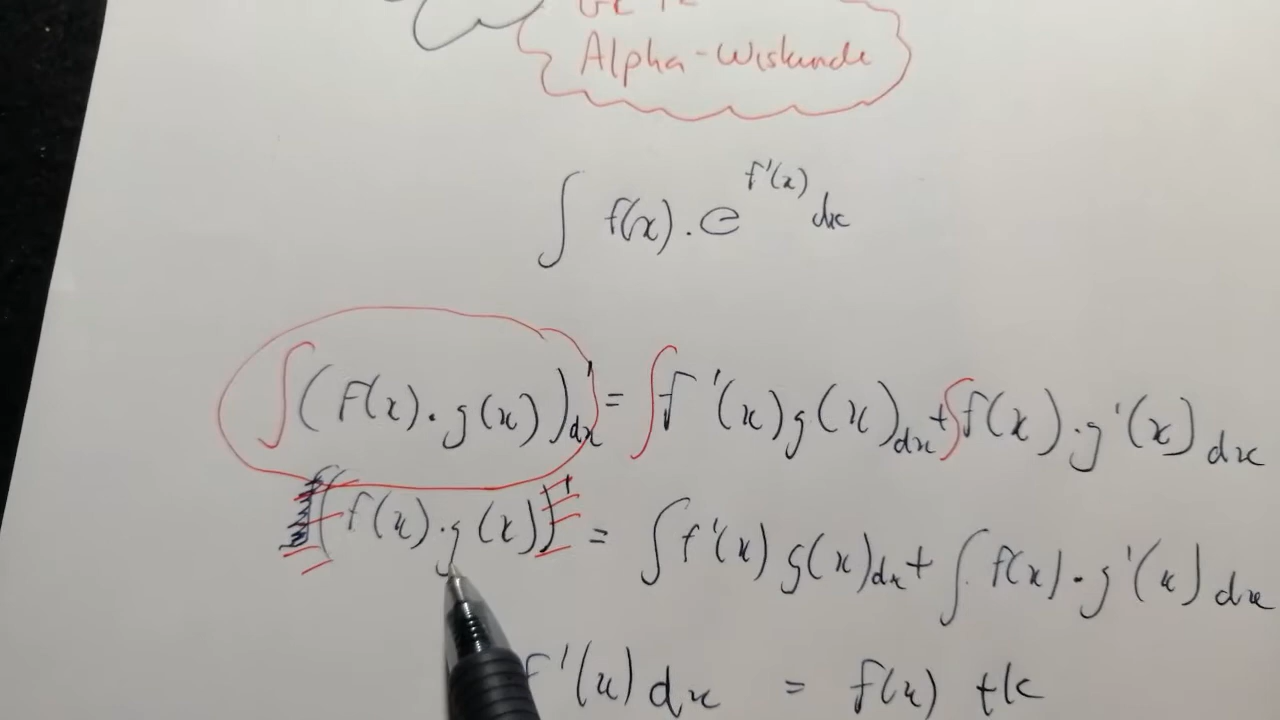 Alpha-Wiskunde
∫ f(x) . e^f'(x) dx
∫(f(x) · g(x))' dx = ∫f'(x)g(x) dx + ∫f(x) · g'(x) dx
f(x) · g(x) = ∫f'(x) g(x) dx + ∫ f(x) · g'(x) dx
f'(x) dx = f(x) + k